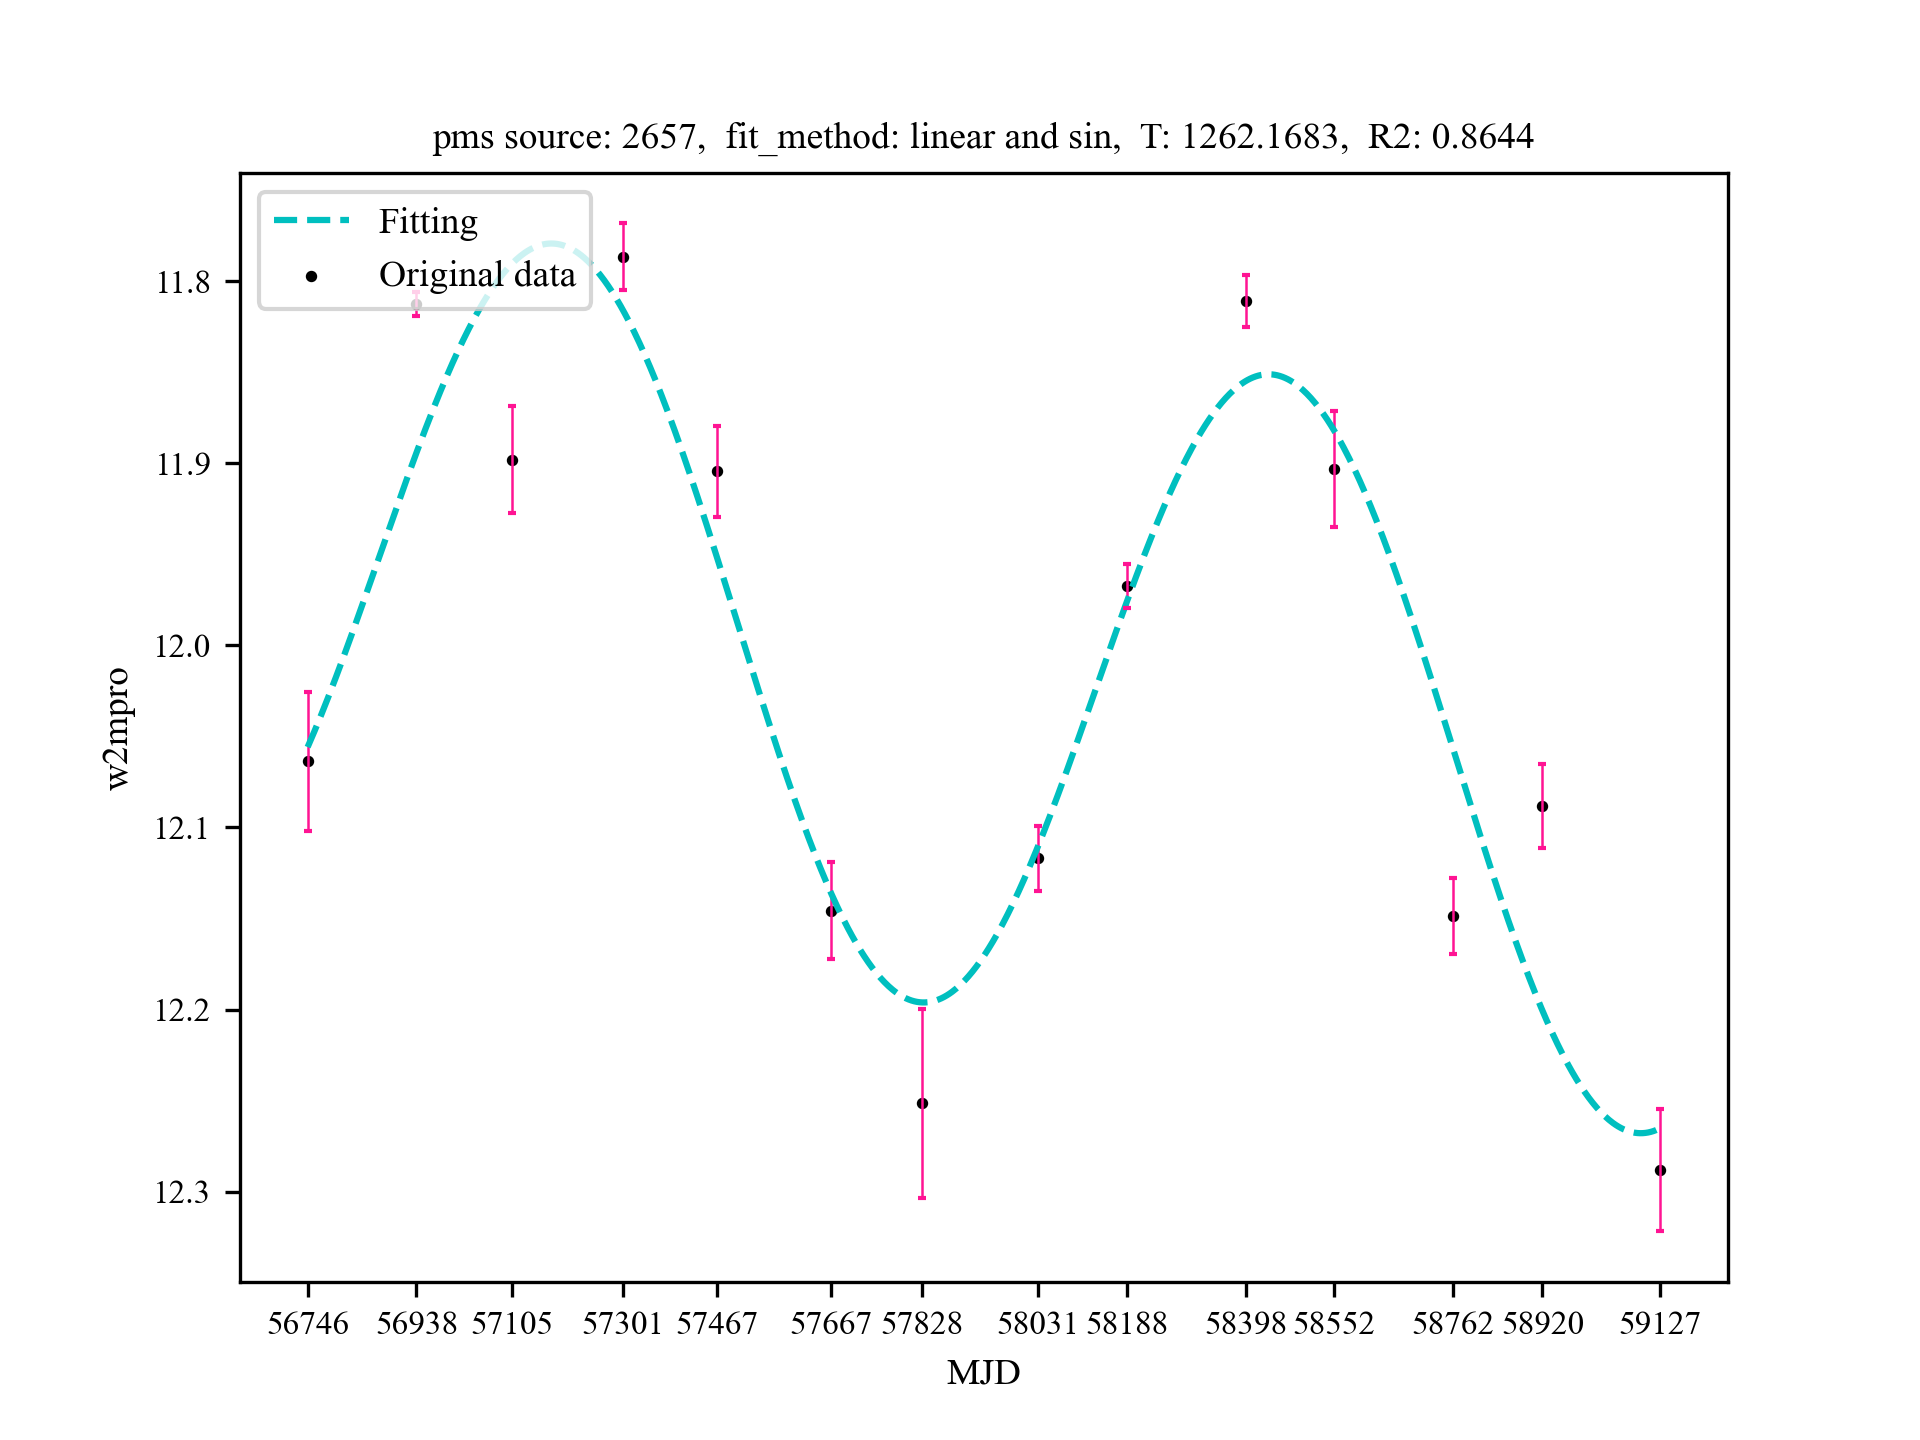 pms source: 2657,  fit_method: linear and sin,  T: 1262.1683,  R2: 0.8644
Fitting
Original data
11.8
11.9
12.0
12.1
12.2
12.3
w2mpro
56746 56938 57105 57301 57467 57667 57828 58031 58188 58398 58552 58762 58920 59127
MJD